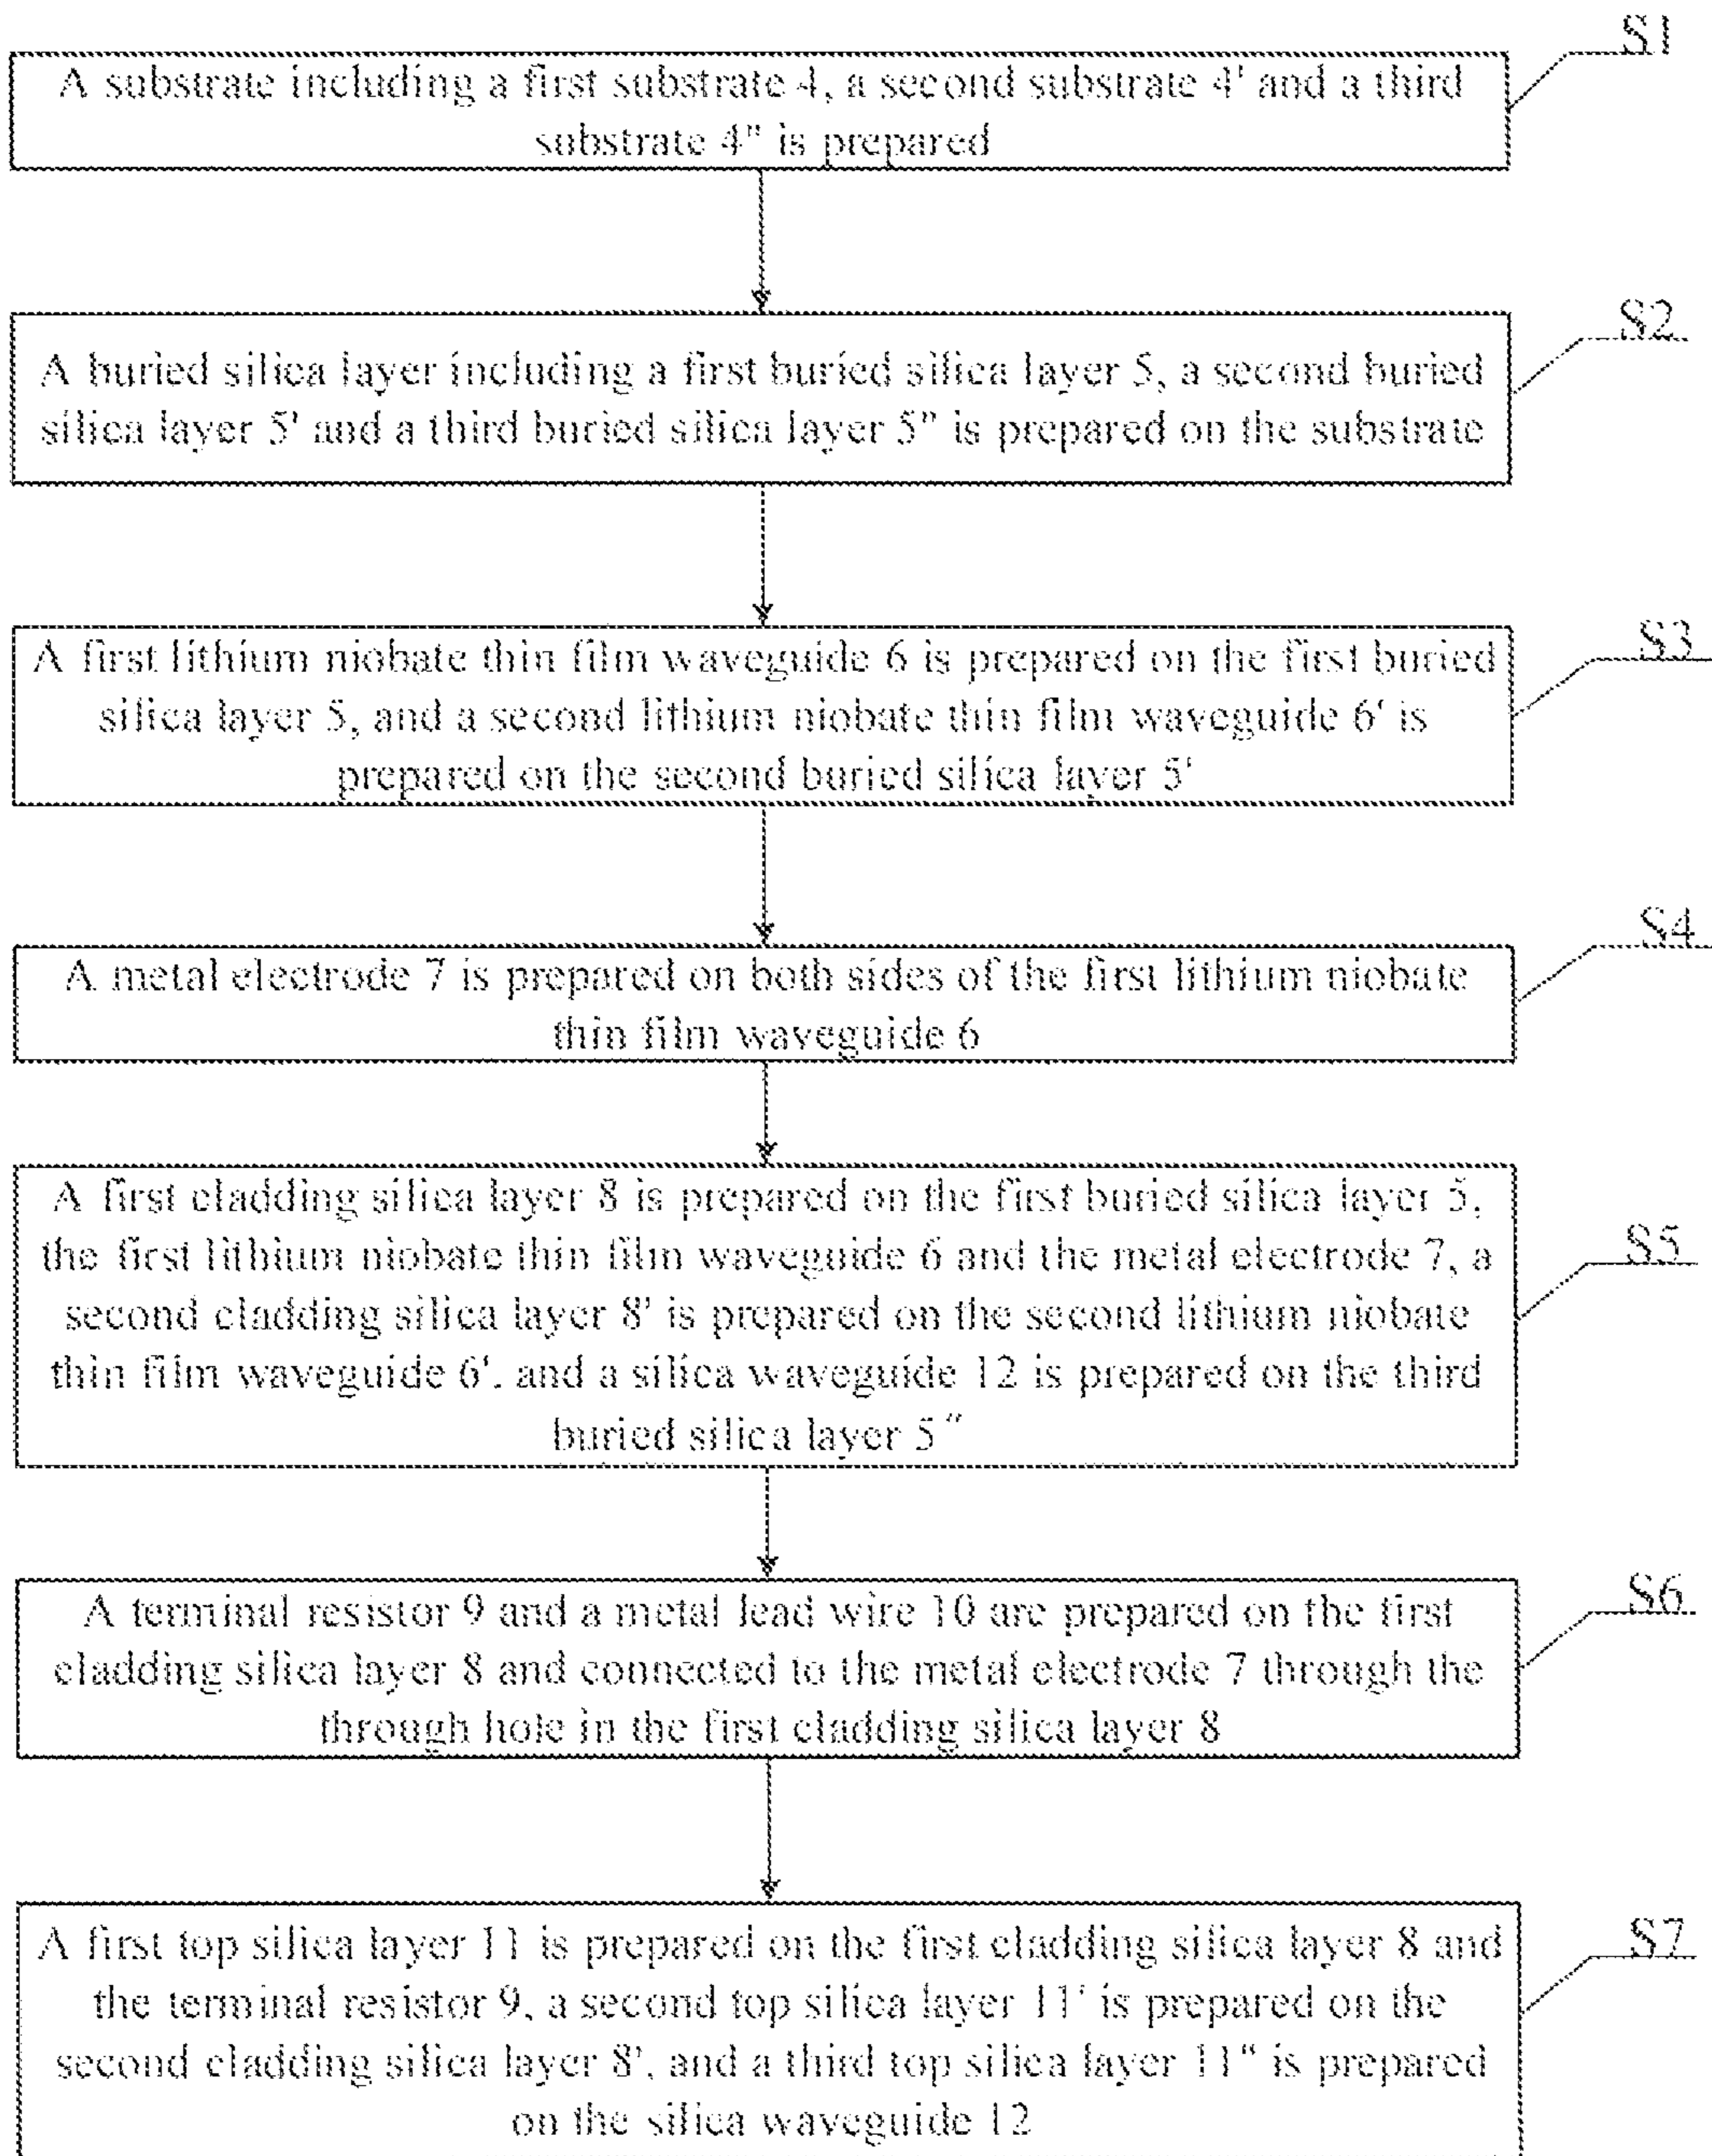 S1
A substrate including a first substrate 4, a second substrate 4' and a third
substrate 4" is prepared
S2
A buried silica layer including a first buried silica layer 5, a second buried
silica layer 5' and a third buried silica layer 5" is prepared on the substrate
S3
A first lithium niobate thin film waveguide 6 is prepared on the first buried
silica layer 5, and a second lithium niobate thin film waveguide 6' is
prepared on the second buried silica layer 5'
S4
A metal electrode 7 is prepared on both sides of the first lithium niobate
thin film waveguide 6
S5
A first cladding silica layer 8 is prepared on the first buried silica layer 5,
the first lithium niobate thin film waveguide 6 and the metal electrode 7, a
second cladding silica layer 8' is prepared on the second lithium niobate
thin film waveguide 6', and a silica waveguide 12 is prepared on the third
buried silica layer 5"
S6
A terminal resistor 9 and a metal lead wire 10 are prepared on the first
cladding silica layer 8 and connected to the metal electrode 7 through the
through hole in the first cladding silica layer 8
S7
A first top silica layer 11 is prepared on the first cladding silica layer 8 and
the terminal resistor 9, a second top silica layer 11' is prepared on the
second cladding silica layer 8', and a third top silica layer 11" is prepared
on the silica waveguide 12